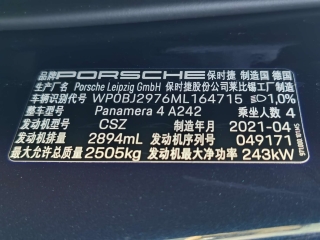 品牌 PORSCHE 保时捷 制造国 德国
生产厂名 Porsche Leipzig GmbH 保时捷股份公司莱比锡工厂制造
车辆识别代号 WP0BJ2976ML164715 1,0%
整车型号 Panamera 4 A242 乘坐人数 4
发动机型号 CSZ 制造年月 2021-04
发动机排量 2894mL 发动机序列号 049171
最大允许总质量 2505kg 发动机最大净功率 243kW